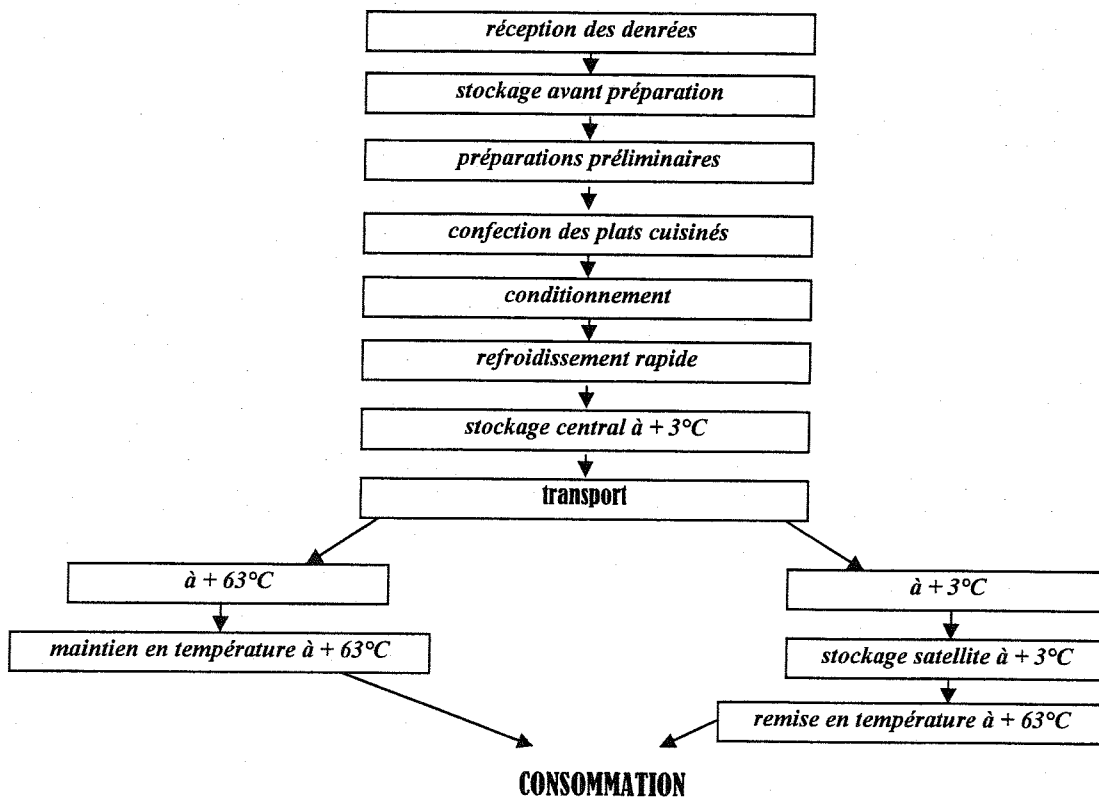 réception des denrées
stockage avant préparation
préparations préliminaires
confection des plats cuisinés
conditionnement
refroidissement rapide
stockage central à + 3°C
transport
à + 63°C
à + 3°C
maintien en température à + 63°C
stockage satellite à + 3°C
remise en température à + 63°C
CONSOMMATION